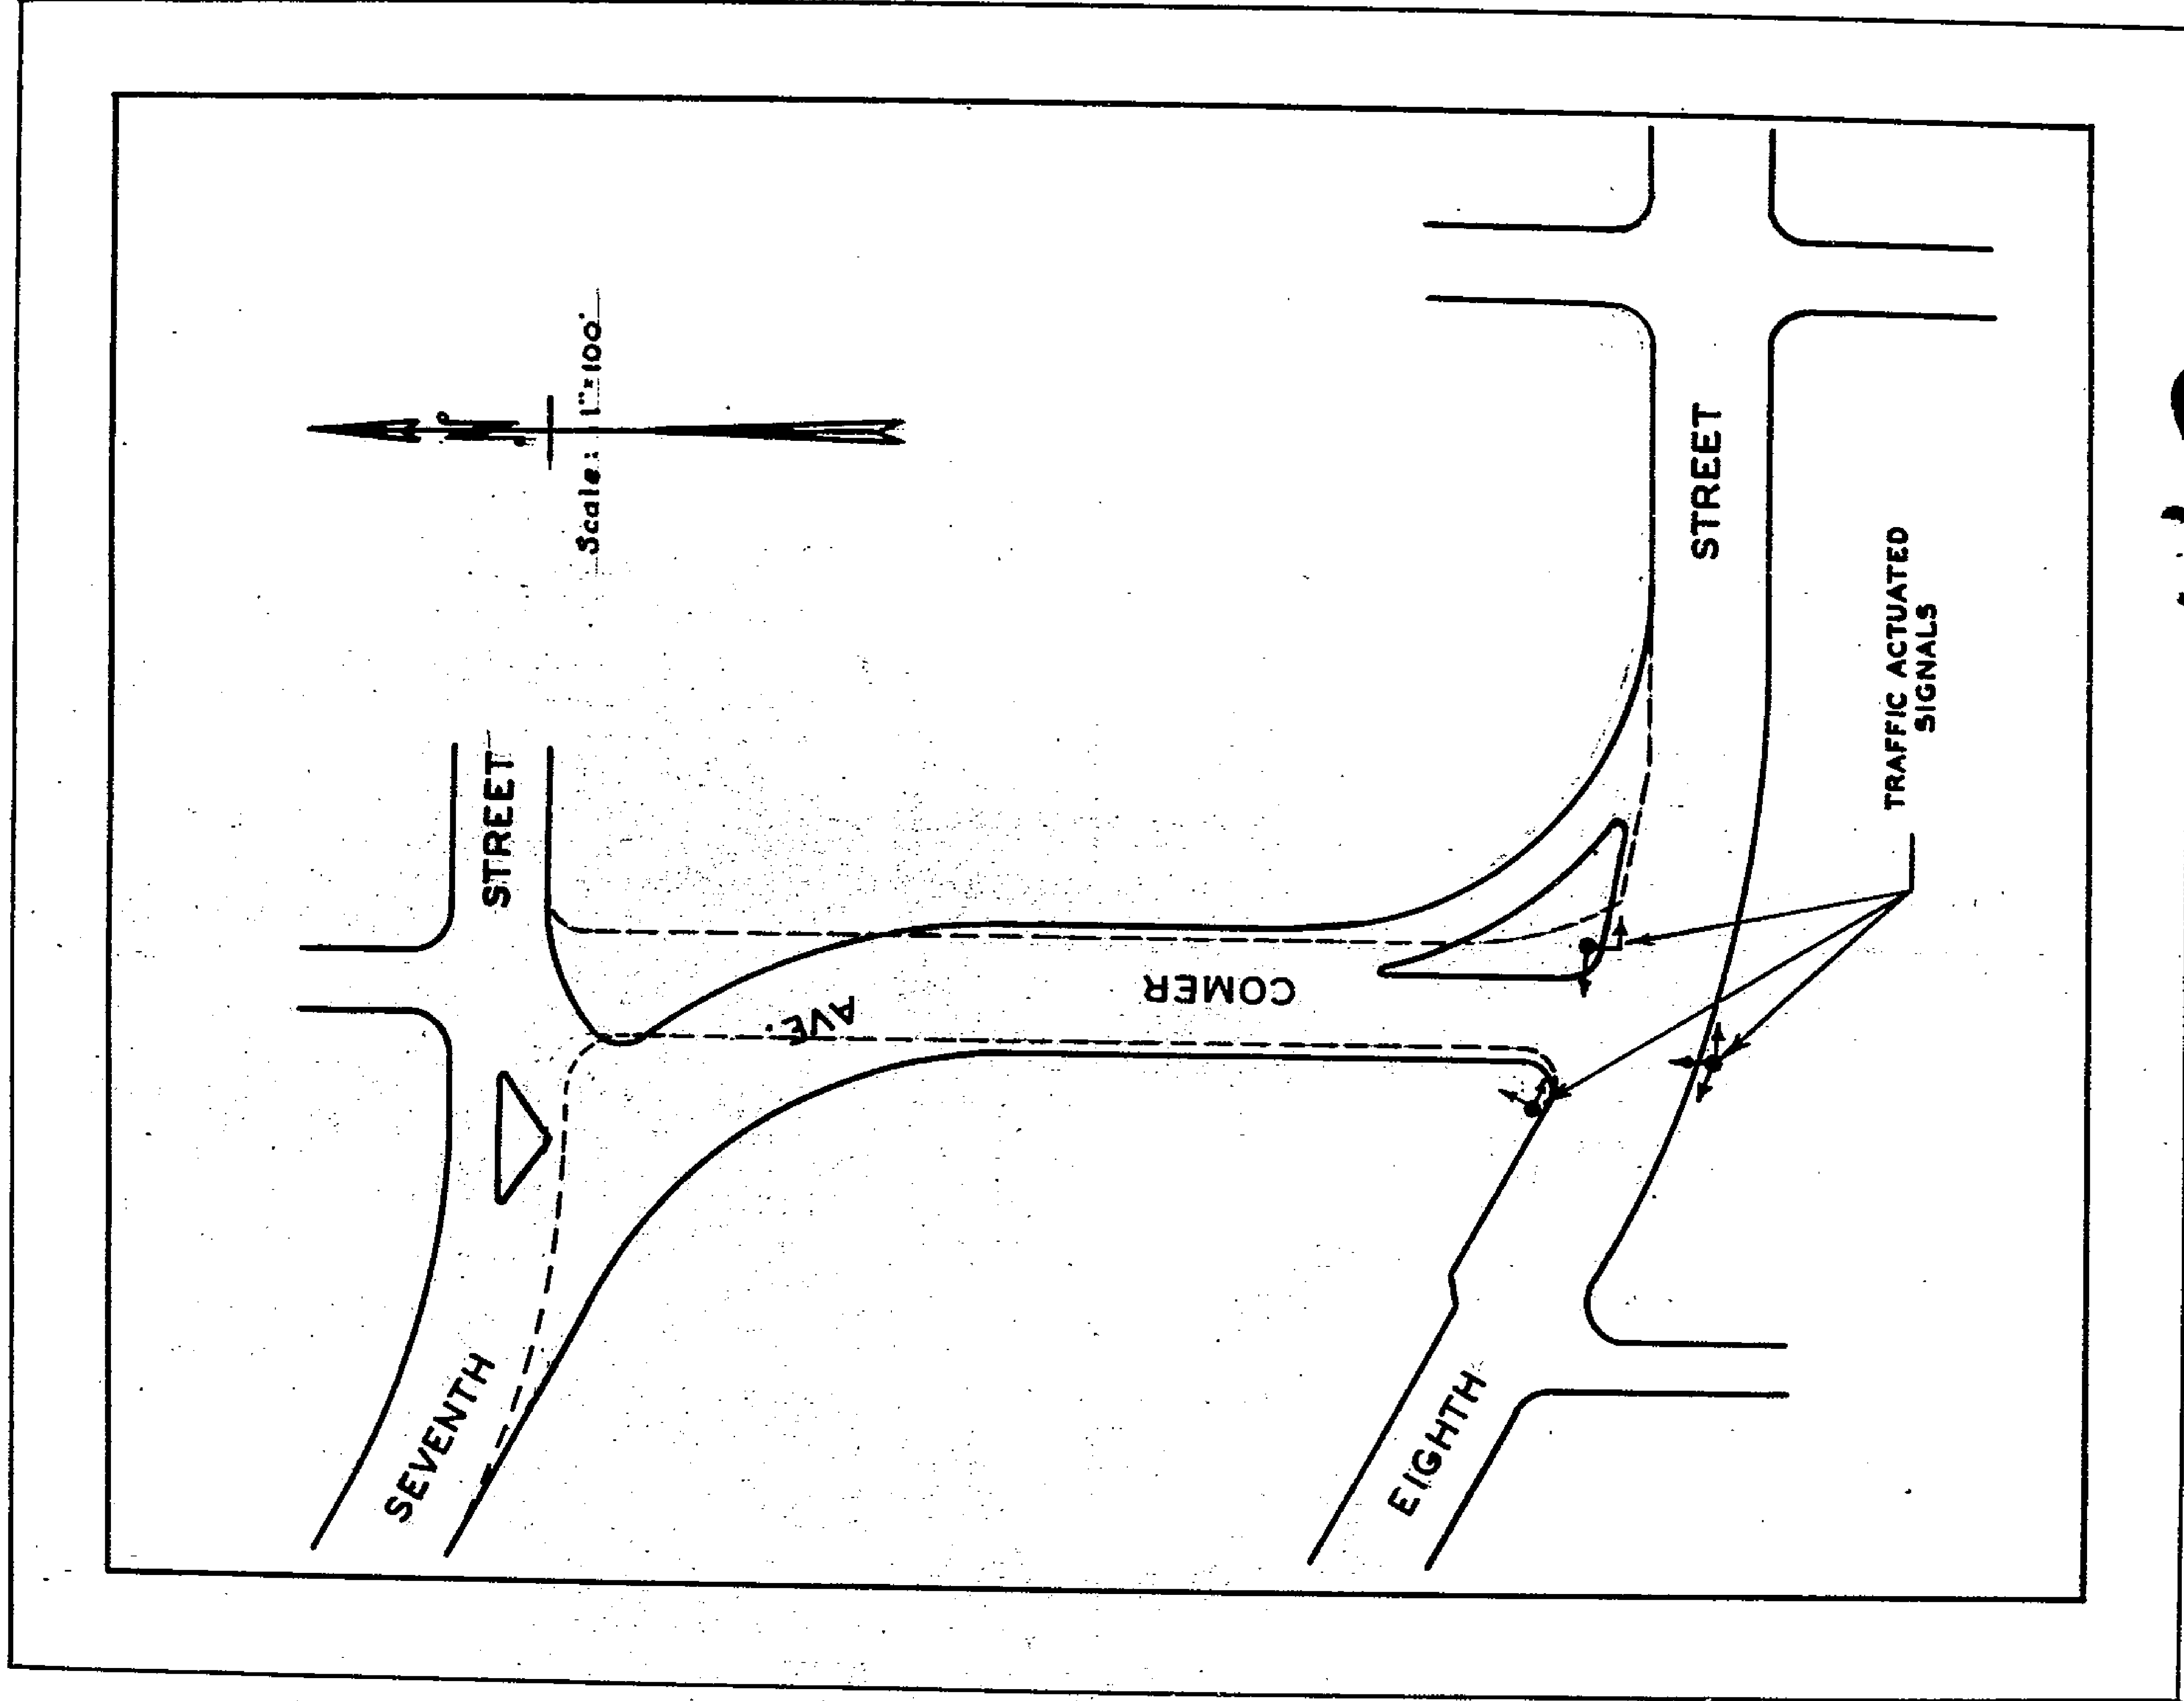 SEVENTH STREET
Scale: 1"=100'
AVE.
COMER
EIGHTH STREET
TRAFFIC ACTUATED
SIGNALS